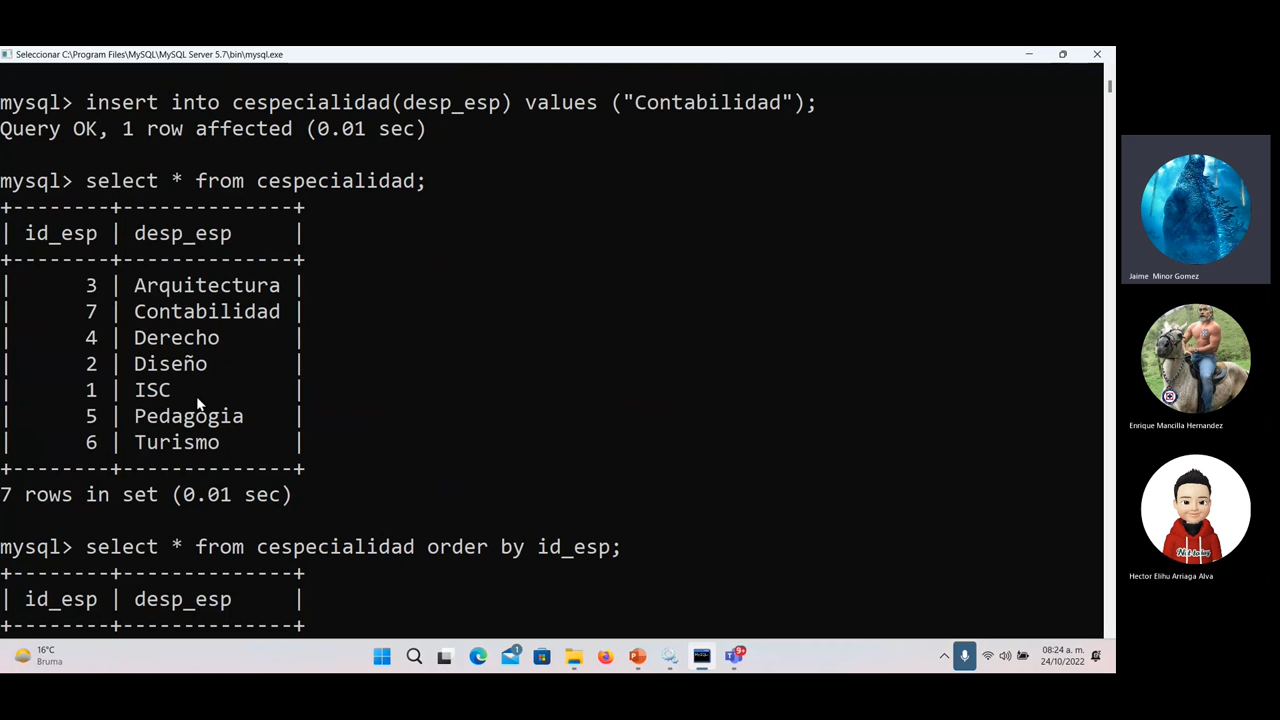 Seleccionar C:\Program Files\MySQL\MySQL Server 5.7\bin\mysql.exe
mysql> insert into cespecialidad(desp_esp) values ("Contabilidad");
Query OK, 1 row affected (0.01 sec)
mysql> select * from cespecialidad;
+--------+--------------+
| id_esp | desp_esp     |
+--------+--------------+
|      3 | Arquitectura |
|      7 | Contabilidad |
|      4 | Derecho      |
|      2 | Diseño       |
|      1 | ISC          |
|      5 | Pedagogia    |
|      6 | Turismo      |
+--------+--------------+
7 rows in set (0.01 sec)
mysql> select * from cespecialidad order by id_esp;
+--------+--------------+
| id_esp | desp_esp     |
+--------+--------------+
Jaime Minor Gomez
Enrique Mancilla Hernandez
Not today
Hector Elihu Arriaga Alva
16°C
Bruma
1
9+
08:24 a. m.
24/10/2022